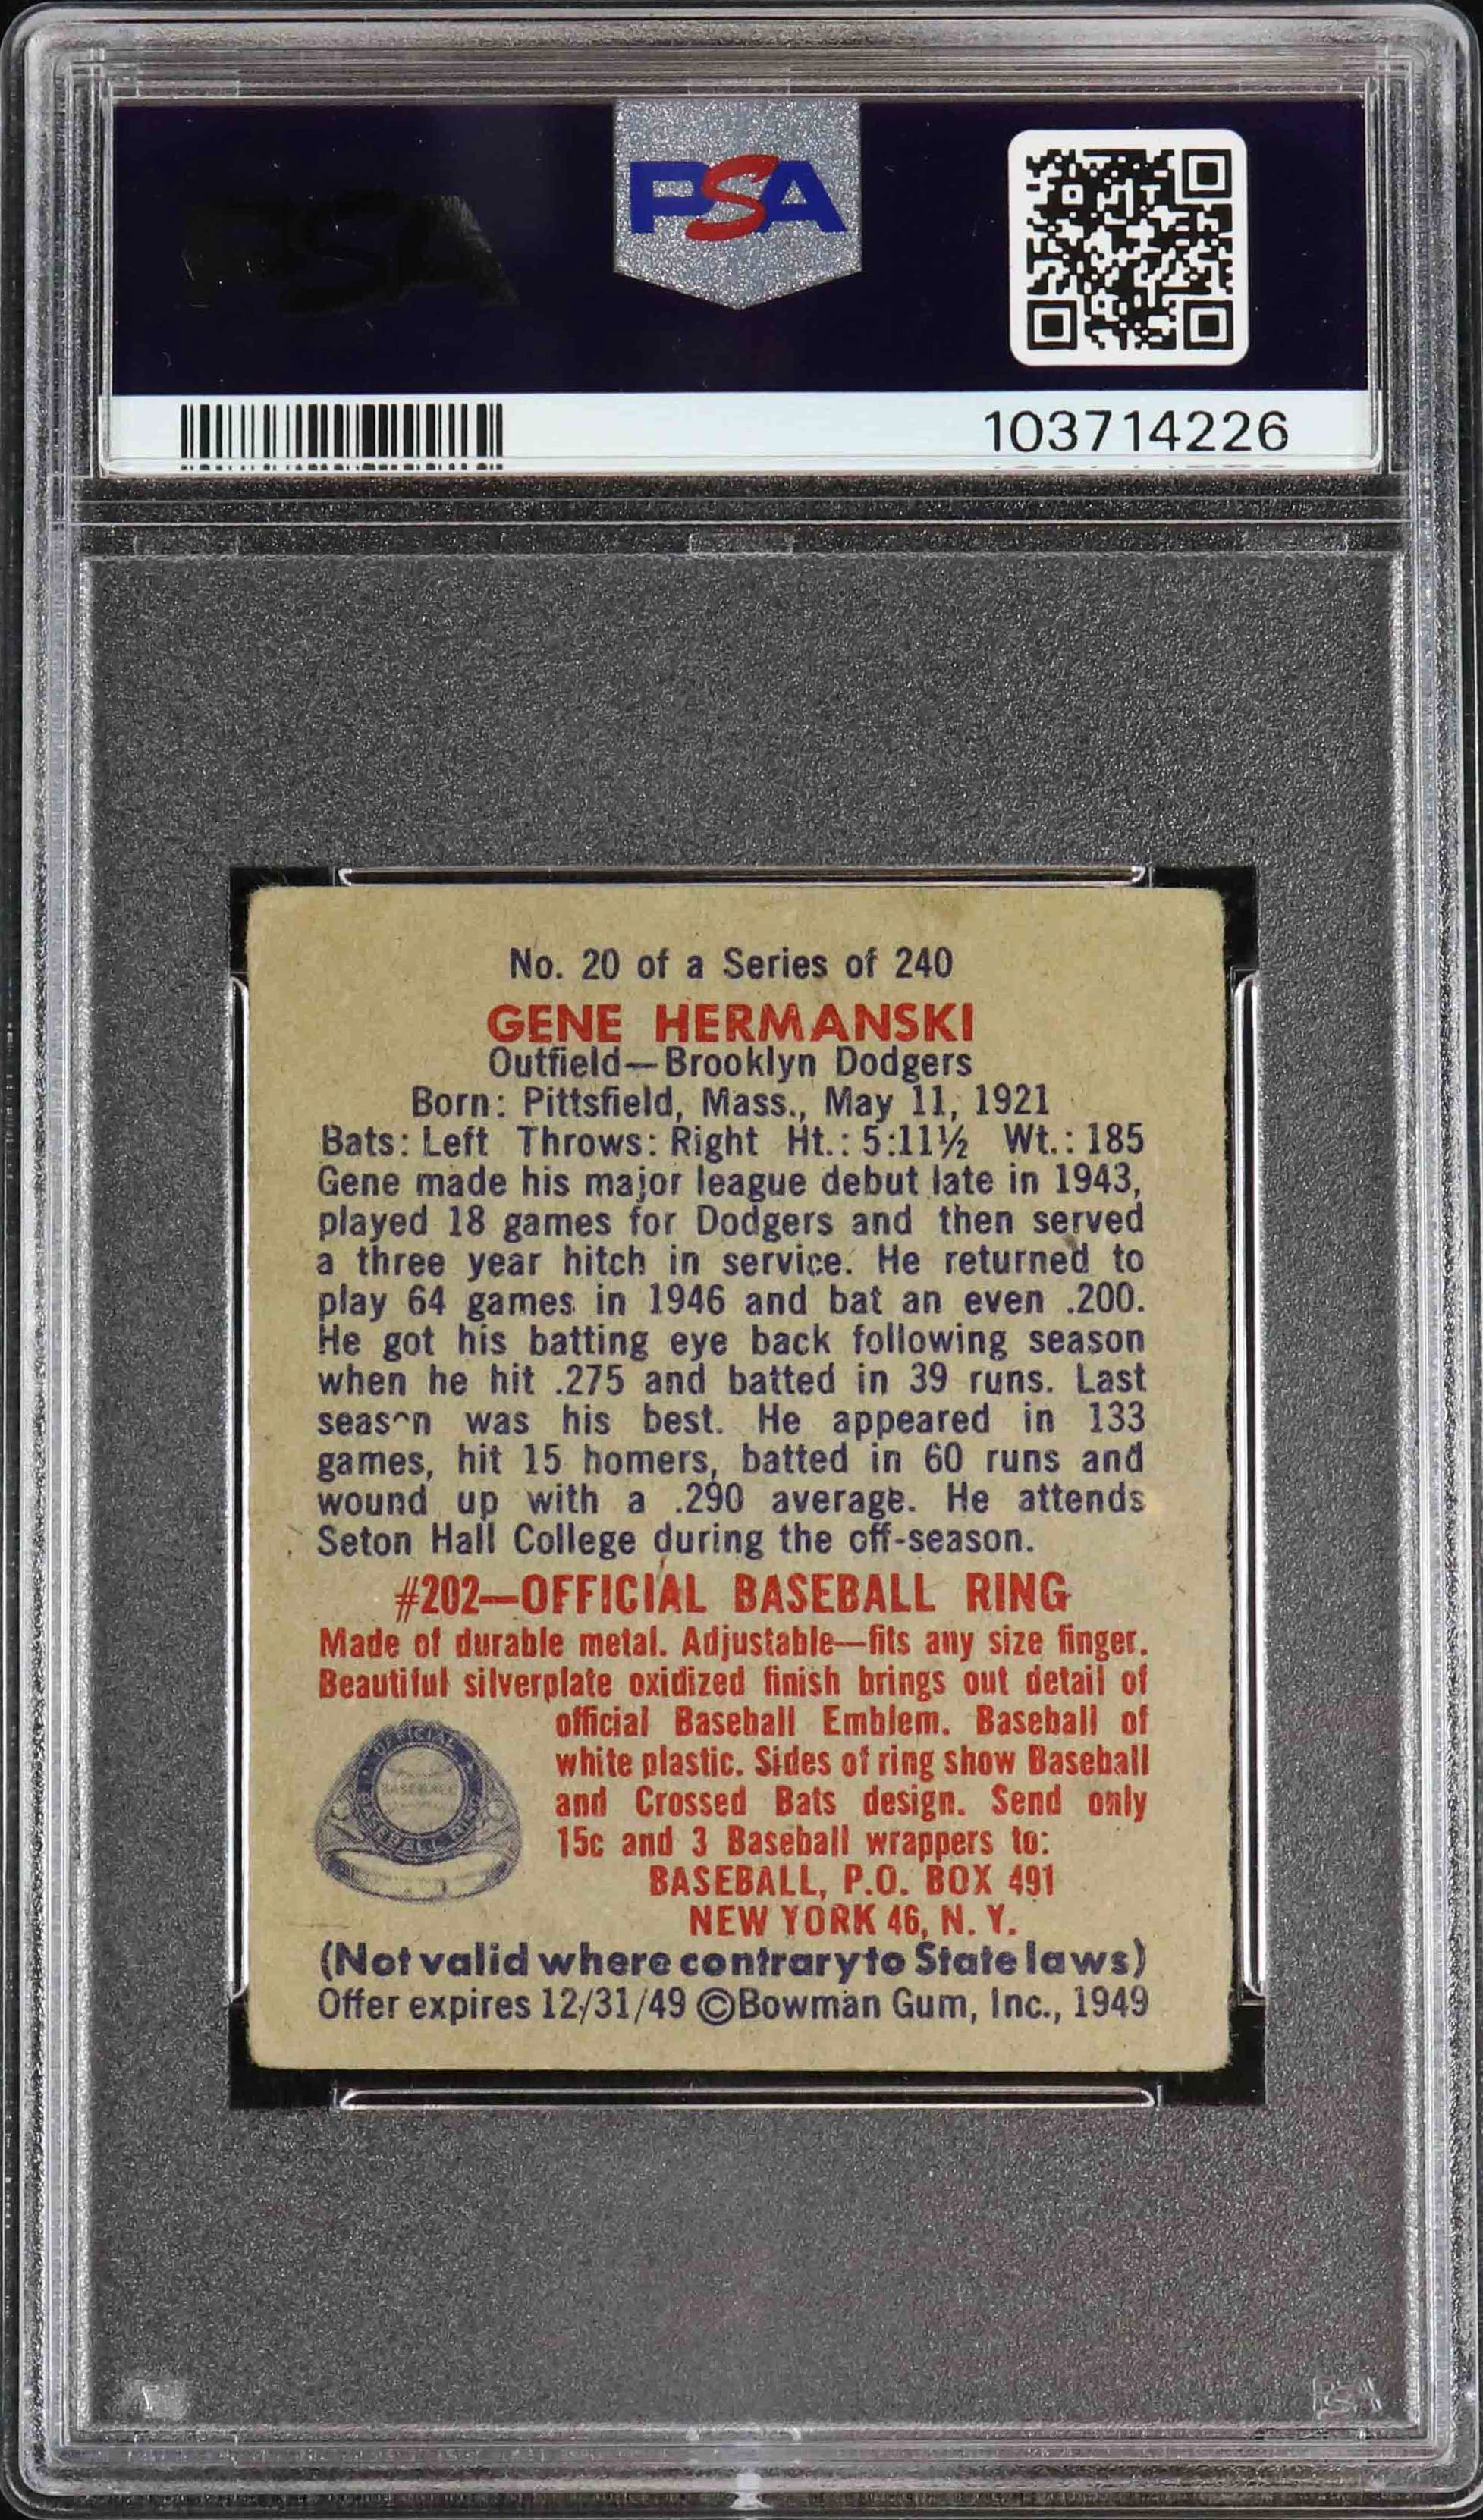 PSA
PSA
103714226
No. 20 of a Series of 240
GENE HERMANSKI
Outfield—Brooklyn Dodgers
Born: Pittsfield, Mass., May 11, 1921
Bats: Left Throws: Right Ht.: 5:11½ Wt.: 185
Gene made his major league debut late in 1943,
played 18 games for Dodgers and then served
a three year hitch in service. He returned to
play 64 games in 1946 and bat an even .200.
He got his batting eye back following season
when he hit .275 and batted in 39 runs. Last
season was his best. He appeared in 133
games, hit 15 homers, batted in 60 runs and
wound up with a .290 average. He attends
Seton Hall College during the off-season.
#202—OFFICIAL BASEBALL RING
Made of durable metal. Adjustable—fits any size finger.
Beautiful silverplate oxidized finish brings out detail of
official Baseball Emblem. Baseball of
white plastic. Sides of ring show Baseball
and Crossed Bats design. Send only
15c and 3 Baseball wrappers to:
BASEBALL, P.O. BOX 491
NEW YORK 46, N. Y.
OFFICIAL
BASEBALL
BASEBALL RING
(Not valid where contrary to State laws)
Offer expires 12/31/49 ©Bowman Gum, Inc., 1949
PSA